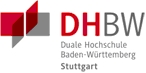 DHBW
Duale Hochschule
Baden-Württemberg
Stuttgart